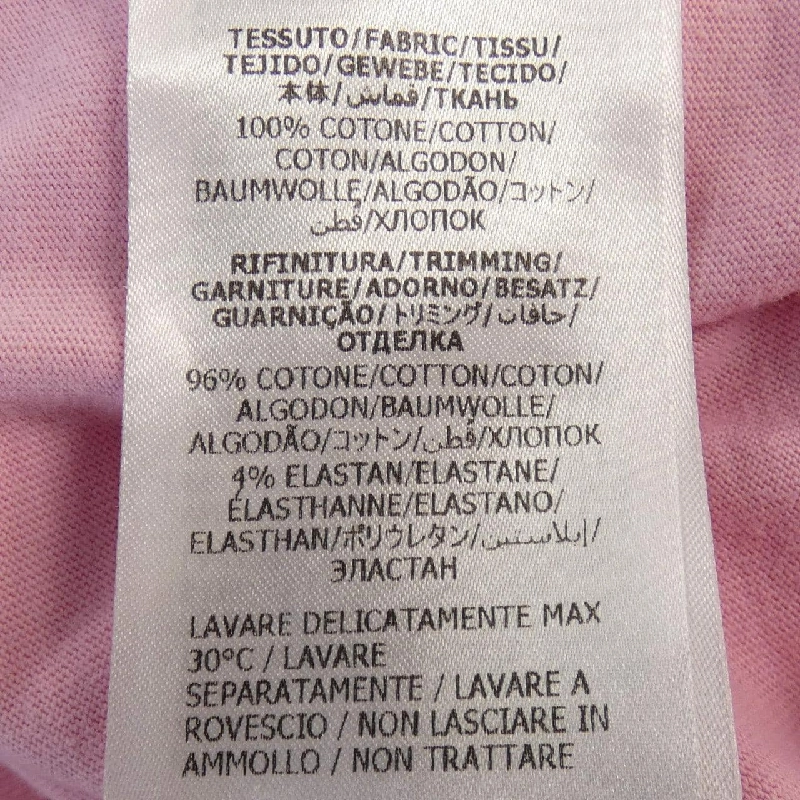 TESSUTO/FABRIC/TISSU/
TEJIDO/GEWEBE/TECIDO/
本体/قماش/ТКАНЬ
100% COTONE/COTTON/
COTON/ALGODON/
BAUMWOLLE/ALGODÃO/コットン/
قطن/ХЛОПОК
RIFINITURA/TRIMMING/
GARNITURE/ADORNO/BESATZ/
GUARNIÇÃO/トリミング/حافات/
ОТДЕЛКА
96% COTONE/COTTON/COTON/
ALGODON/BAUMWOLLE/
ALGODÃO/コットン/قطن/ХЛОПОК
4% ELASTAN/ELASTANE/
ELASTHANNE/ELASTANO/
ELASTHAN/ポリウレタン/إيلاستين/
ЭЛАСТАН
LAVARE DELICATAMENTE MAX
30°C / LAVARE
SEPARATAMENTE / LAVARE A
ROVESCIO / NON LASCIARE IN
AMMOLLO / NON TRATTARE